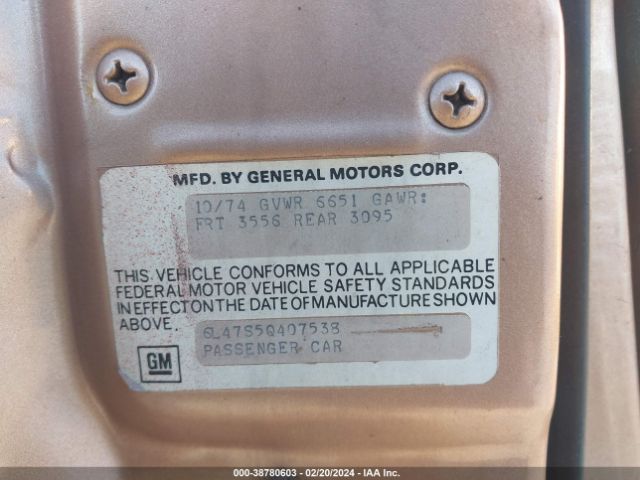 MFD. BY GENERAL MOTORS CORP.
10/74 GVWR 6651 GAWR:
FRT 3556 REAR 3095
THIS VEHICLE CONFORMS TO ALL APPLICABLE
FEDERAL MOTOR VEHICLE SAFETY STANDARDS
IN EFFECT ON THE DATE OF MANUFACTURE SHOWN
ABOVE.
6L47S5Q407538
PASSENGER CAR
GM
000-38780603 - 02/20/2024 - IAA Inc.